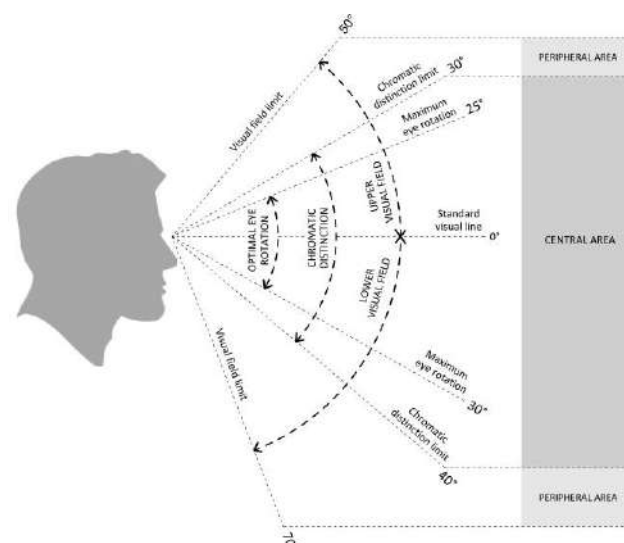 50°
PERIPHERAL AREA
Chromatic
distinction limit
30°
Maximum
eye rotation
25°
Visual field limit
UPPER
VISUAL FIELD
OPTIMAL EYE
ROTATION
CHROMATIC
DISTINCTION
Standard
visual line
0°
CENTRAL AREA
LOWER
VISUAL FIELD
Visual field limit
Maximum
eye rotation
30°
Chromatic
distinction limit
40°
PERIPHERAL AREA
70